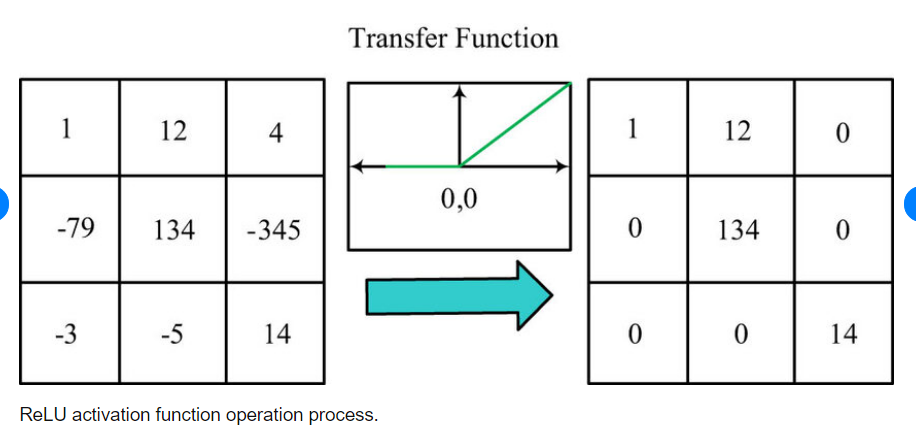 Transfer Function
1 12 4
-79 134 -345
-3 -5 14
0,0
1 12 0
0 134 0
0 0 14
ReLU activation function operation process.